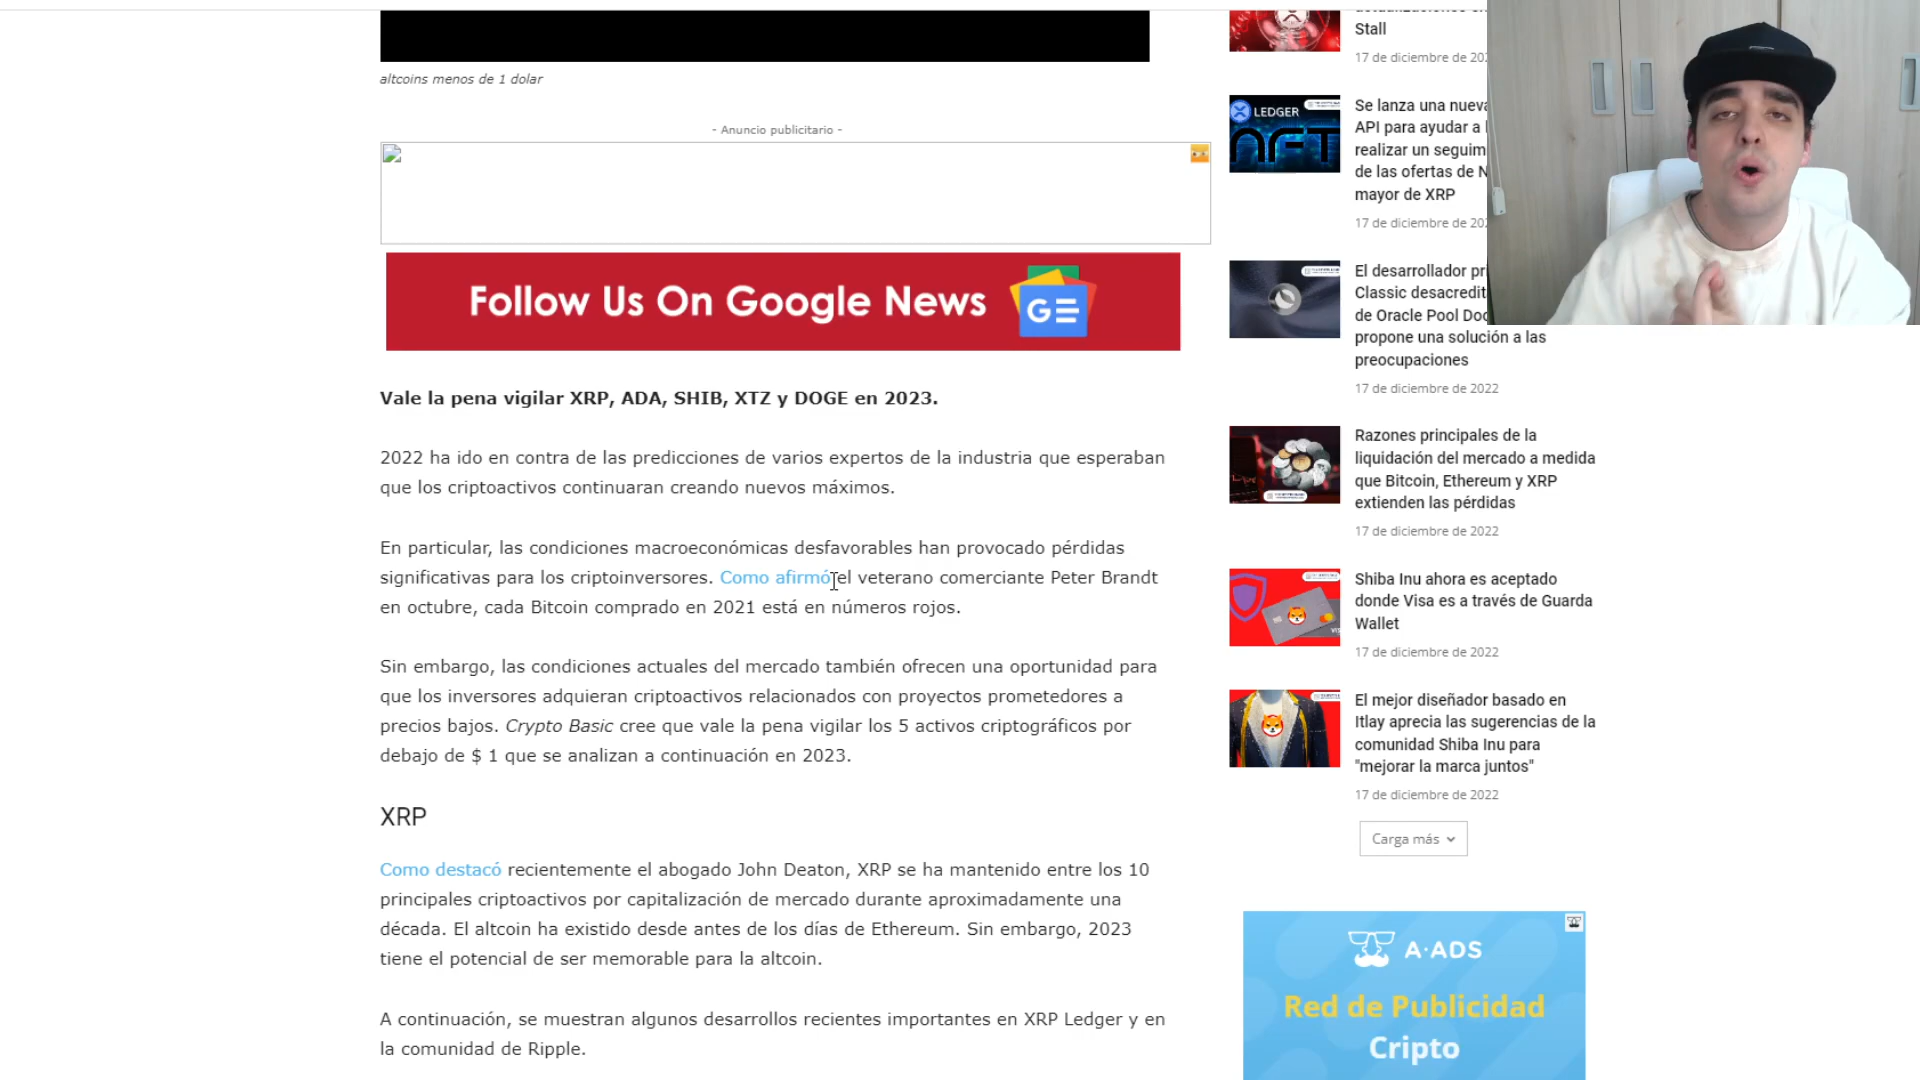 altcoins menos de 1 dolar
- Anuncio publicitario -
Follow Us On Google News
GE
Vale la pena vigilar XRP, ADA, SHIB, XTZ y DOGE en 2023.
2022 ha ido en contra de las predicciones de varios expertos de la industria que esperaban
que los criptoactivos continuaran creando nuevos máximos.
En particular, las condiciones macroeconómicas desfavorables han provocado pérdidas
significativas para los criptoinversores. Como afirmó el veterano comerciante Peter Brandt
en octubre, cada Bitcoin comprado en 2021 está en números rojos.
Sin embargo, las condiciones actuales del mercado también ofrecen una oportunidad para
que los inversores adquieran criptoactivos relacionados con proyectos prometedores a
precios bajos. Crypto Basic cree que vale la pena vigilar los 5 activos criptográficos por
debajo de $ 1 que se analizan a continuación en 2023.
XRP
Como destacó recientemente el abogado John Deaton, XRP se ha mantenido entre los 10
principales criptoactivos por capitalización de mercado durante aproximadamente una
década. El altcoin ha existido desde antes de los días de Ethereum. Sin embargo, 2023
tiene el potencial de ser memorable para la altcoin.
A continuación, se muestran algunos desarrollos recientes importantes en XRP Ledger y en
la comunidad de Ripple.
Stall
17 de diciembre de
LEDGER
NFT
Se lanza una nueva
API para ayudar a
realizar un seguim
de las ofertas de N
mayor de XRP
17 de diciembre de
El desarrollador pri
Classic desacredit
de Oracle Pool Doc
propone una solución a las
preocupaciones
17 de diciembre de 2022
Razones principales de la
liquidación del mercado a medida
que Bitcoin, Ethereum y XRP
extienden las pérdidas
17 de diciembre de 2022
Shiba Inu ahora es aceptado
donde Visa es a través de Guarda
Wallet
17 de diciembre de 2022
El mejor diseñador basado en
Itlay aprecia las sugerencias de la
comunidad Shiba Inu para
"mejorar la marca juntos"
17 de diciembre de 2022
Carga más
A-ADS
Red de Publicidad
Cripto